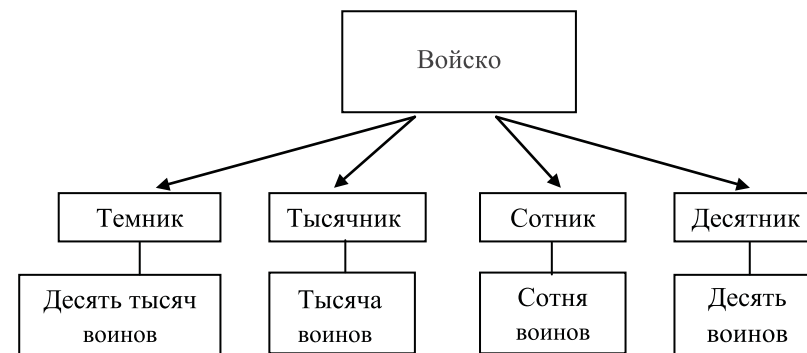 Войско
Темник
Тысячник
Сотник
Десятник
Десять тысяч
воинов
Тысяча
воинов
Сотня
воинов
Десять
воинов